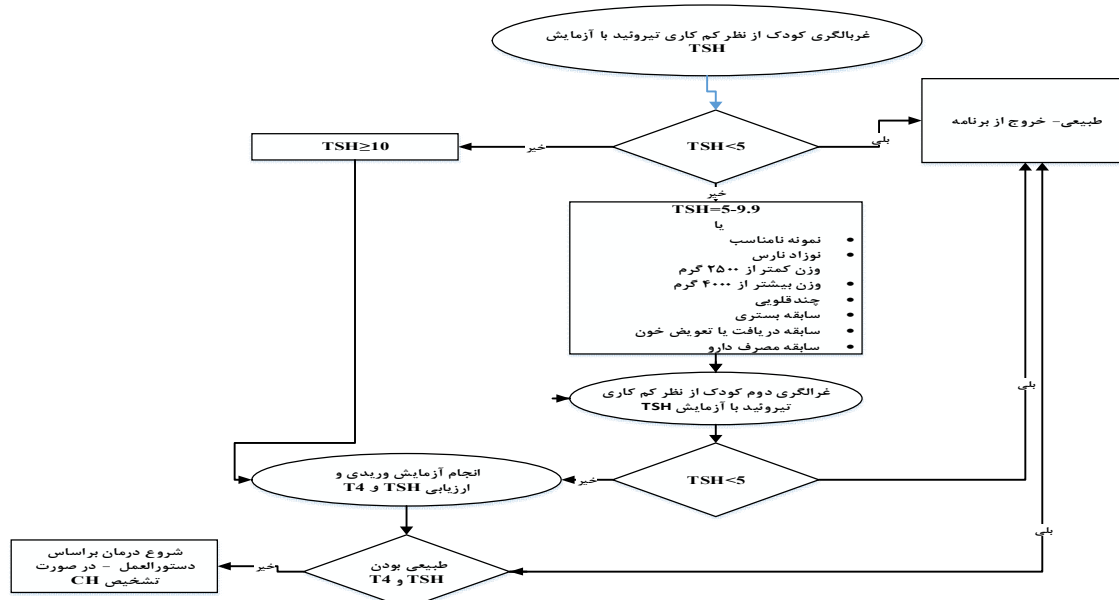 غربالگری کودک از نظر کم کاری تیروئید با آزمایش
TSH
طبیعی- خروج از برنامه
TSH<5
بلی
خیر
TSH≥10
خیر
TSH=5-9.9
یا
• نمونه نامناسب
• نوزاد نارس
وزن کمتر از ۲۵۰۰ گرم
• وزن بیشتر از ۴۰۰۰ گرم
• چندقلویی
• سابقه بستری
• سابقه دریافت یا تعویض خون
• سابقه مصرف دارو
غرالگری دوم کودک از نظر کم کاری
تیروئید با آزمایش TSH
بلی
TSH<5
خیر
انجام آزمایش وریدی و
ارزیابی TSH و T4
بلی
طبیعی بودن
TSH و T4
خیر
شروع درمان براساس
دستورالعمل - در صورت
تشخیص CH